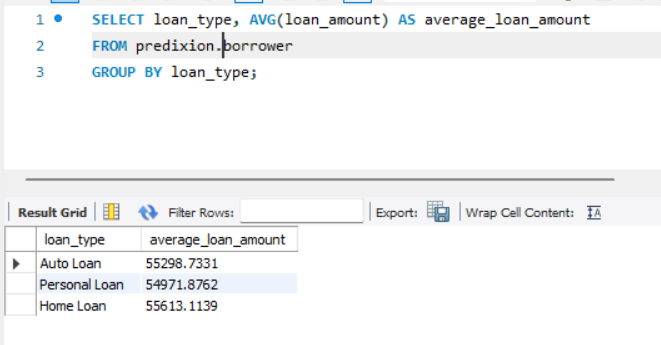 1 SELECT loan_type, AVG(loan_amount) AS average_loan_amount
2 FROM predixion.borrower
3 GROUP BY loan_type;
Result Grid Filter Rows: Export: Wrap Cell Content: IA
loan_type average_loan_amount
Auto Loan 55298.7331
Personal Loan 54971.8762
Home Loan 55613.1139